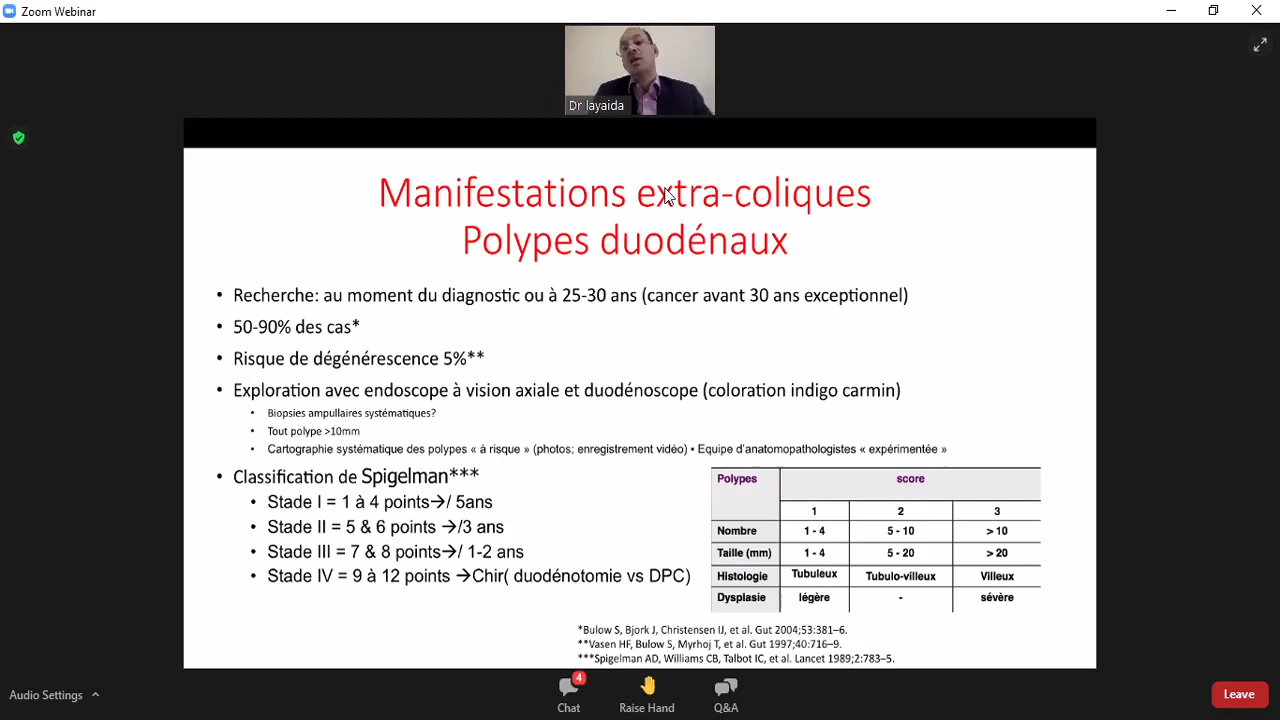 Zoom Webinar
Dr layaida
Manifestations extra-coliques
Polypes duodénaux
• Recherche: au moment du diagnostic ou à 25-30 ans (cancer avant 30 ans exceptionnel)
• 50-90% des cas*
• Risque de dégénérescence 5%**
• Exploration avec endoscope à vision axiale et duodénoscope (coloration indigo carmin)
• Biopsies ampullaires systématiques?
• Tout polype >10mm
• Cartographie systématique des polypes « à risque » (photos; enregistrement vidéo) • Equipe d'anatomopathologistes « expérimentée »
• Classification de Spigelman***
• Stade I = 1 à 4 points→/ 5ans
• Stade II = 5 & 6 points →/3 ans
• Stade III = 7 & 8 points→/ 1-2 ans
• Stade IV = 9 à 12 points →Chir( duodénotomie vs DPC)
Polypes score
1 2 3
Nombre 1 - 4 5 - 10 > 10
Taille (mm) 1 - 4 5 - 20 > 20
Histologie Tubuleux Tubulo-villeux Villeux
Dysplasie légère - sévère
*Bulow S, Bjork J, Christensen IJ, et al. Gut 2004;53:381–6.
**Vasen HF, Bulow S, Myrhoj T, et al. Gut 1997;40:716–9.
***Spigelman AD, Williams CB, Talbot IC, et al. Lancet 1989;2:783–5.
Audio Settings
4
Chat
Raise Hand
Q&A
Leave